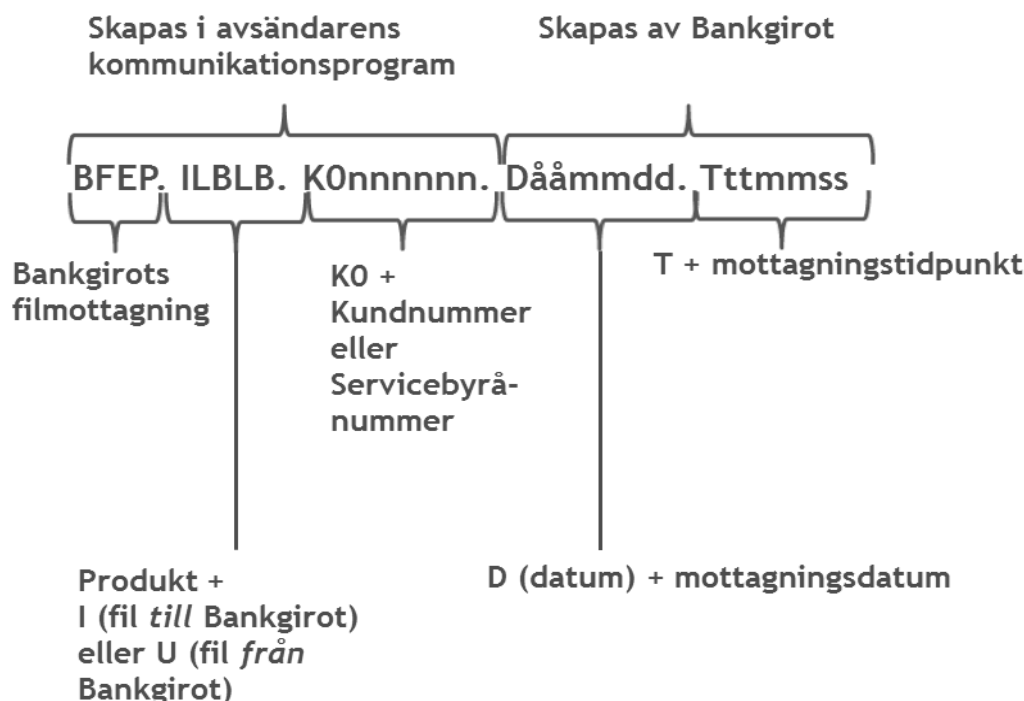 Skapas i avsändarens
kommunikationsprogram
Skapas av Bankgirot
BFEP. ILBLB. K0nnnnnn. Dååmmdd. Tttmmss
Bankgirots
filmottagning
K0 +
Kundnummer
eller
Servicebyrå-
nummer
T + mottagningstidpunkt
Produkt +
I (fil till Bankgirot)
eller U (fil från
Bankgirot)
D (datum) + mottagningsdatum